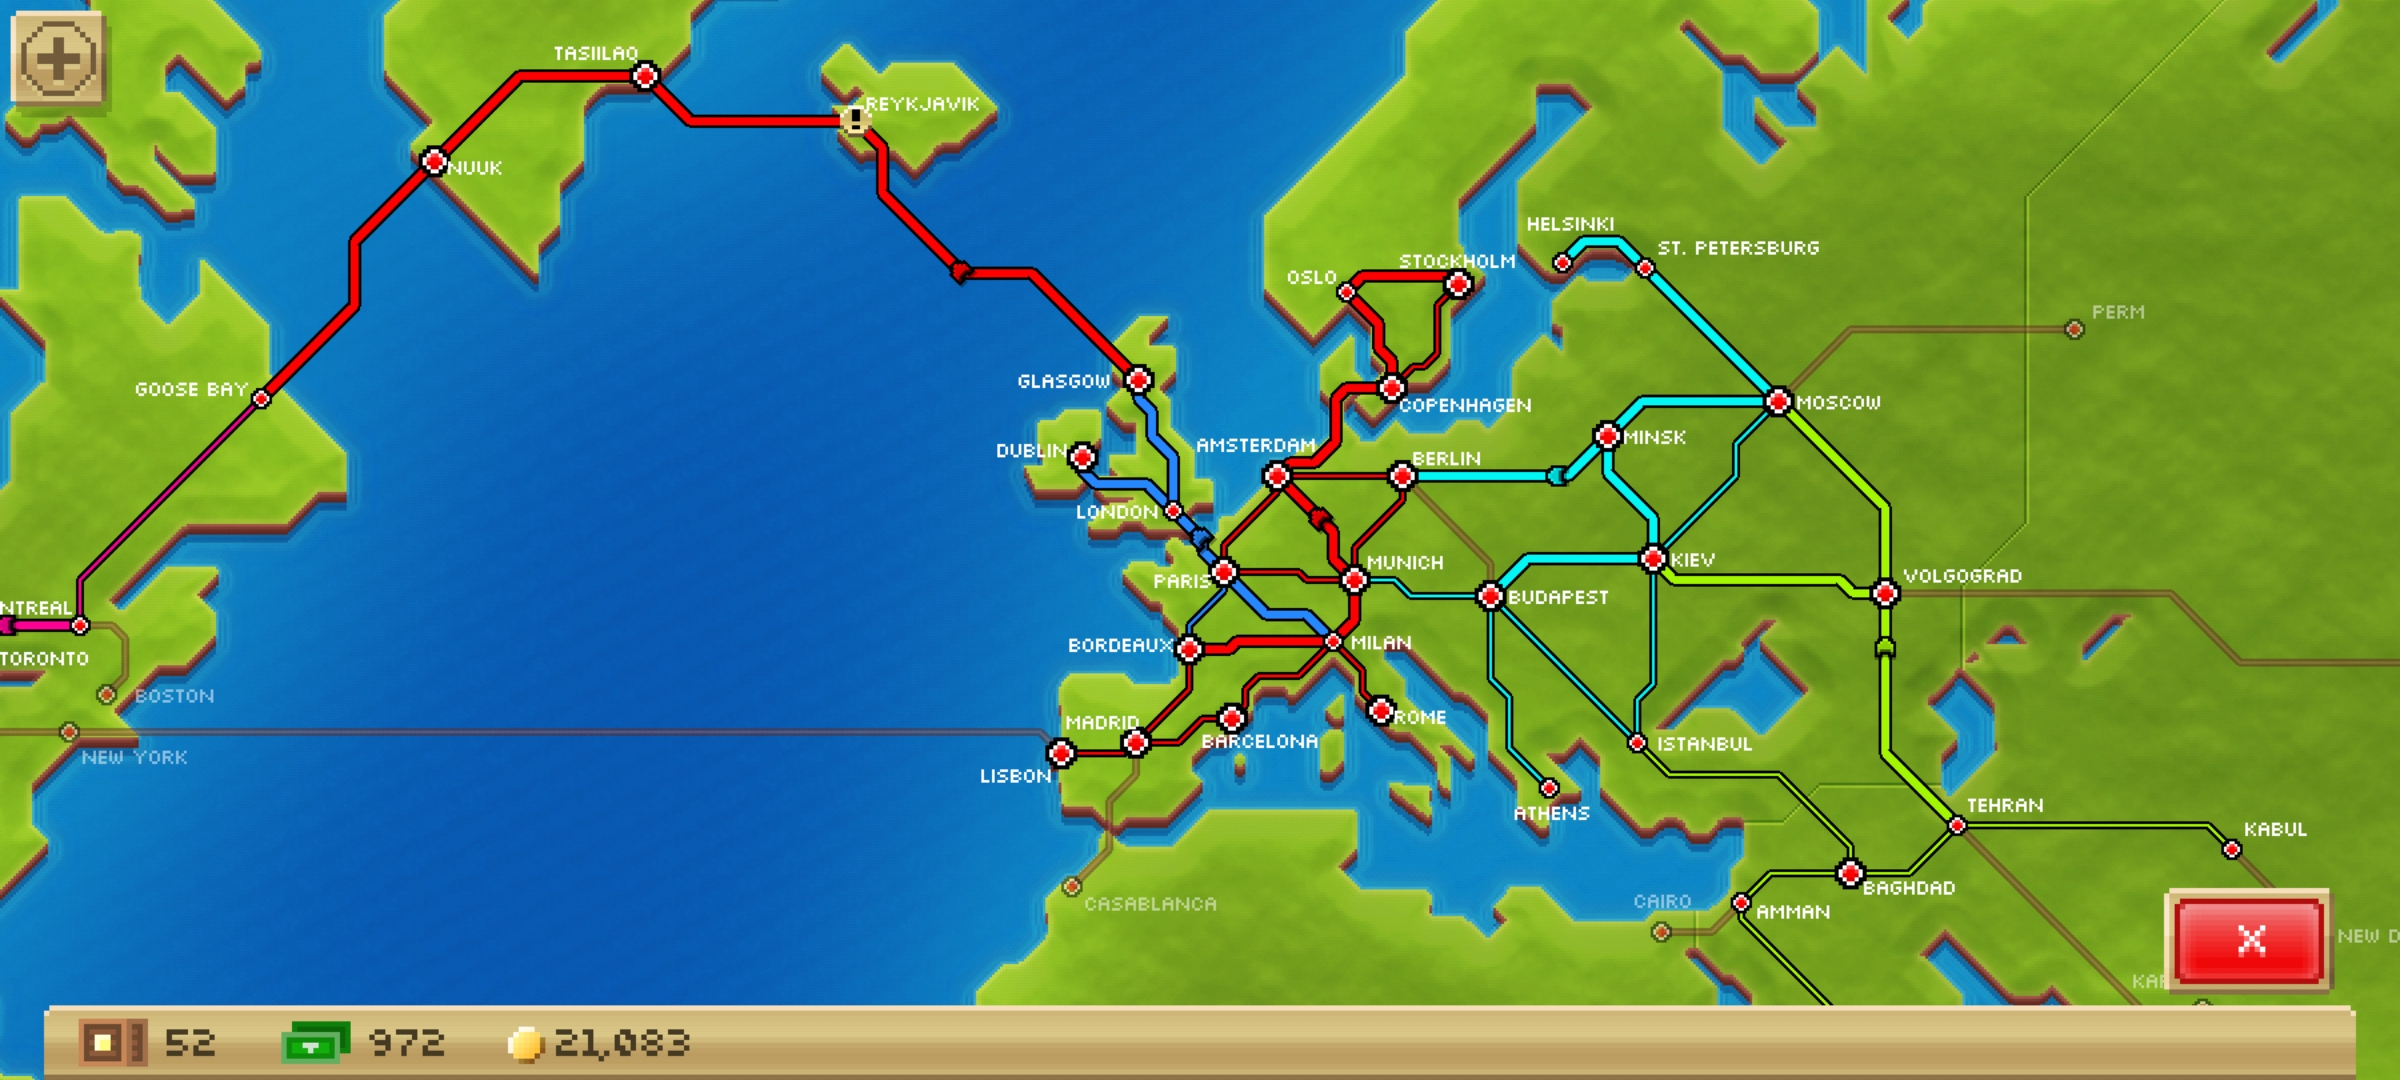 TASIILAQ
REYKJAVIK
NUUK
HELSINKI
ST. PETERSBURG
STOCKHOLM
OSLO
PERM
GLASGOW
GOOSE BAY
MOSCOW
COPENHAGEN
MINSK
AMSTERDAM
DUBLIN
BERLIN
LONDON
MUNICH
KIEV
PARIS
VOLGOGRAD
BUDAPEST
NTREAL
BORDEAUX
MILAN
TORONTO
BOSTON
MADRID
ROME
BARCELONA
ISTANBUL
NEW YORK
LISBON
TEHRAN
ATHENS
KABUL
BAGHDAD
CASABLANCA
CAIRO
AMMAN
NEW D
KAR
X
52 972 21,083